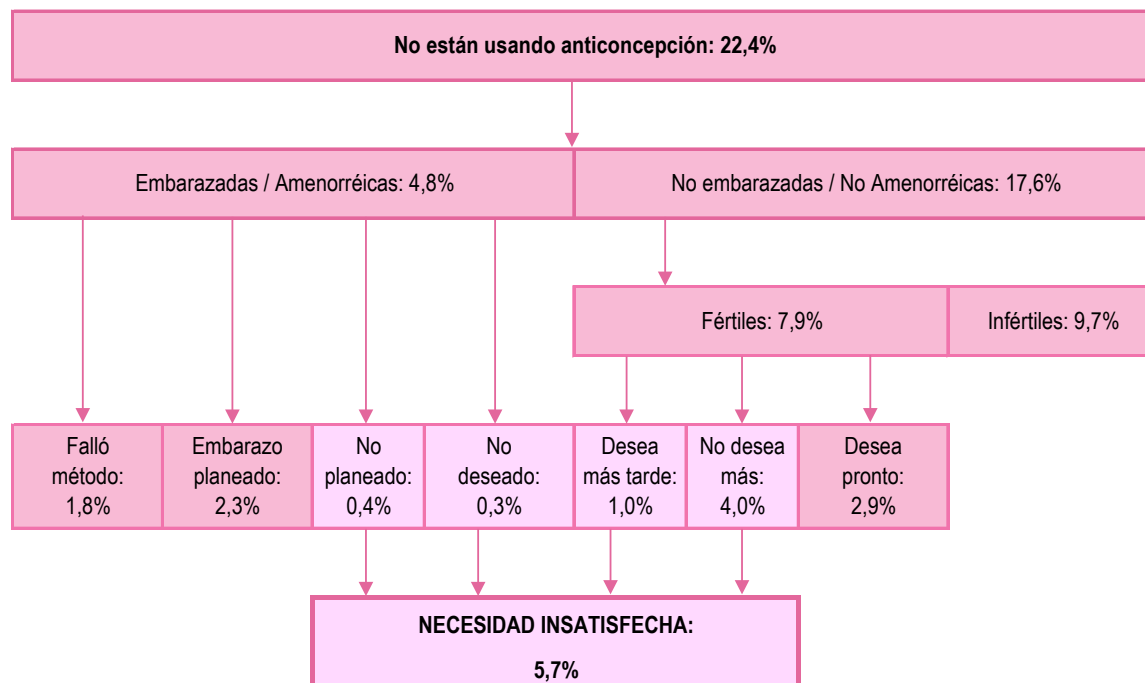 No están usando anticoncepción: 22,4%
Embarazadas / Amenorréicas: 4,8%
No embarazadas / No Amenorréicas: 17,6%
Fértiles: 7,9%
Infértiles: 9,7%
Falló
método:
1,8%
Embarazo
planeado:
2,3%
No
planeado:
0,4%
No
deseado:
0,3%
Desea
más tarde:
1,0%
No desea
más:
4,0%
Desea
pronto:
2,9%
NECESIDAD INSATISFECHA:
5,7%